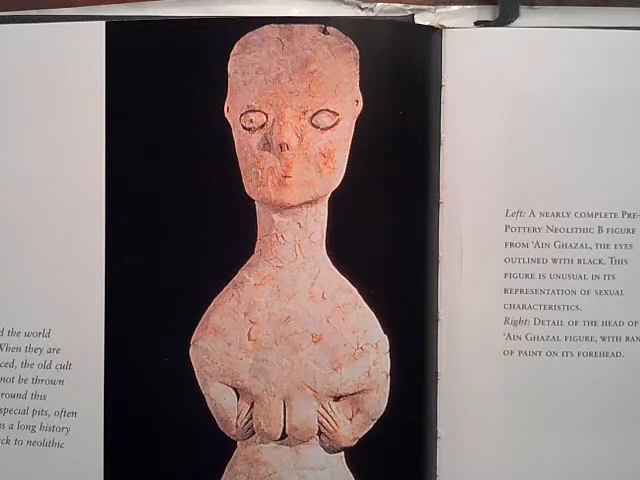 d the world
When they are
ced, the old cult
not be thrown
round this
special pits, often
s a long history
ck to neolithic
Left: A NEARLY COMPLETE PRE-
POTTERY NEOLITHIC B FIGURE
FROM 'AIN GHAZAL, THE EYES
OUTLINED WITH BLACK. THIS
FIGURE IS UNUSUAL IN ITS
REPRESENTATION OF SEXUAL
CHARACTERISTICS.
Right: DETAIL OF THE HEAD OF
'AIN GHAZAL FIGURE, WITH BAN
OF PAINT ON ITS FOREHEAD.